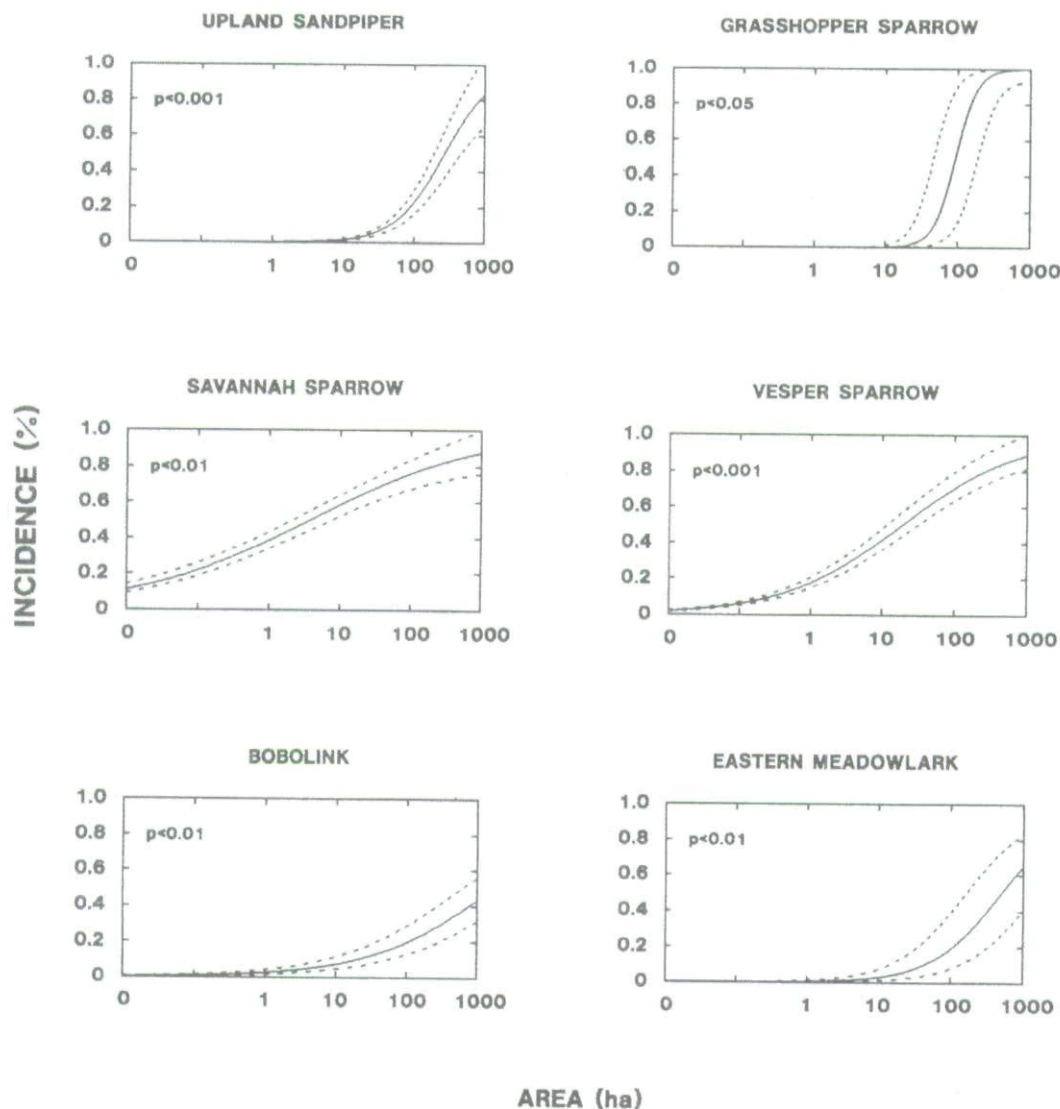 UPLAND SANDPIPER
1.0
0.8
0.6
0.4
0.2
0
p<0.001
0 1 10 100 1000
GRASSHOPPER SPARROW
1.0
0.8
0.6
0.4
0.2
0
p<0.05
0 1 10 100 1000
INCIDENCE (%)
SAVANNAH SPARROW
1.0
0.8
0.6
0.4
0.2
0
p<0.01
0 1 10 100 1000
VESPER SPARROW
1.0
0.8
0.6
0.4
0.2
0
p<0.001
0 1 10 100 1000
BOBOLINK
1.0
0.8
0.6
0.4
0.2
0
p<0.01
0 1 10 100 1000
EASTERN MEADOWLARK
1.0
0.8
0.6
0.4
0.2
0
p<0.01
0 1 10 100 1000
AREA (ha)